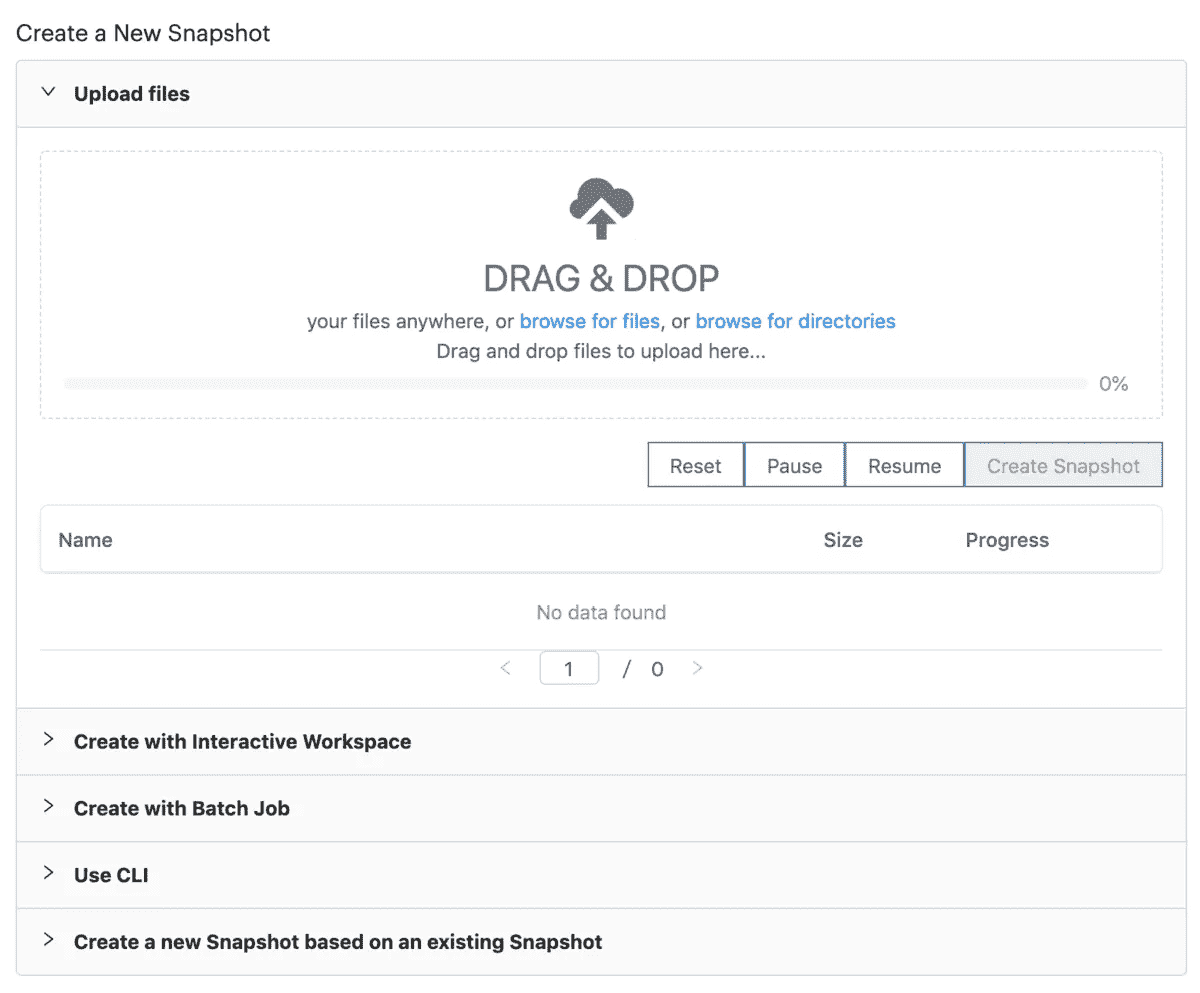 Create a New Snapshot
Upload files
DRAG & DROP
your files anywhere, or browse for files, or browse for directories
Drag and drop files to upload here...
0%
Reset Pause Resume Create Snapshot
Name Size Progress
No data found
< 1 / 0 >
Create with Interactive Workspace
Create with Batch Job
Use CLI
Create a new Snapshot based on an existing Snapshot